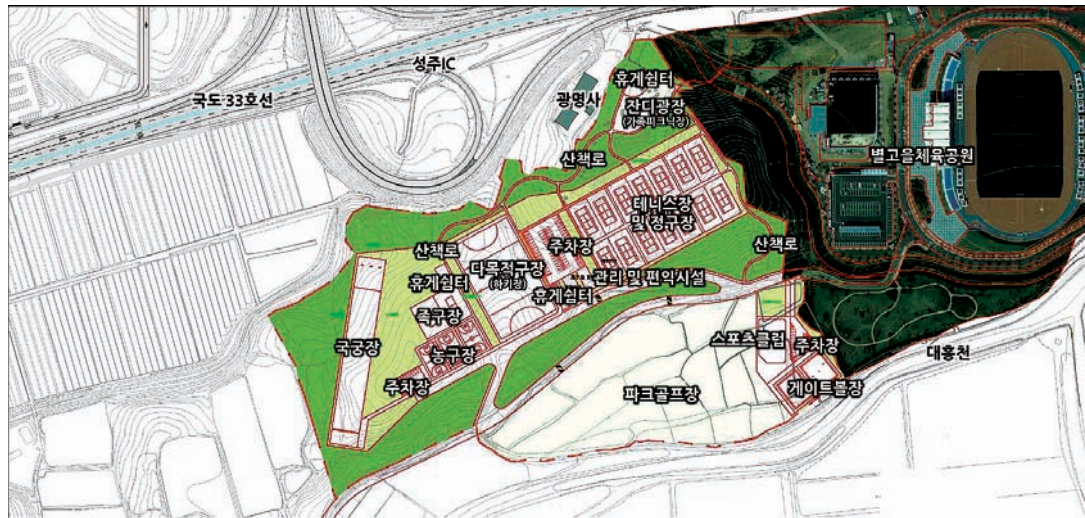 성주IC
국도 33호선
광영사
휴게쉼터
잔디광장
(가족피크닉장)
별고을체육공원
산책로
테니스장
및 정구장
산책로
주차장
산책로
다목적구장
(하키장)
관리 및 편익시설
휴게쉼터
휴게쉼터
족구장
국궁장
농구장
주차장
스포츠클럽
주차장
대흥천
게이트볼장
파크골프장